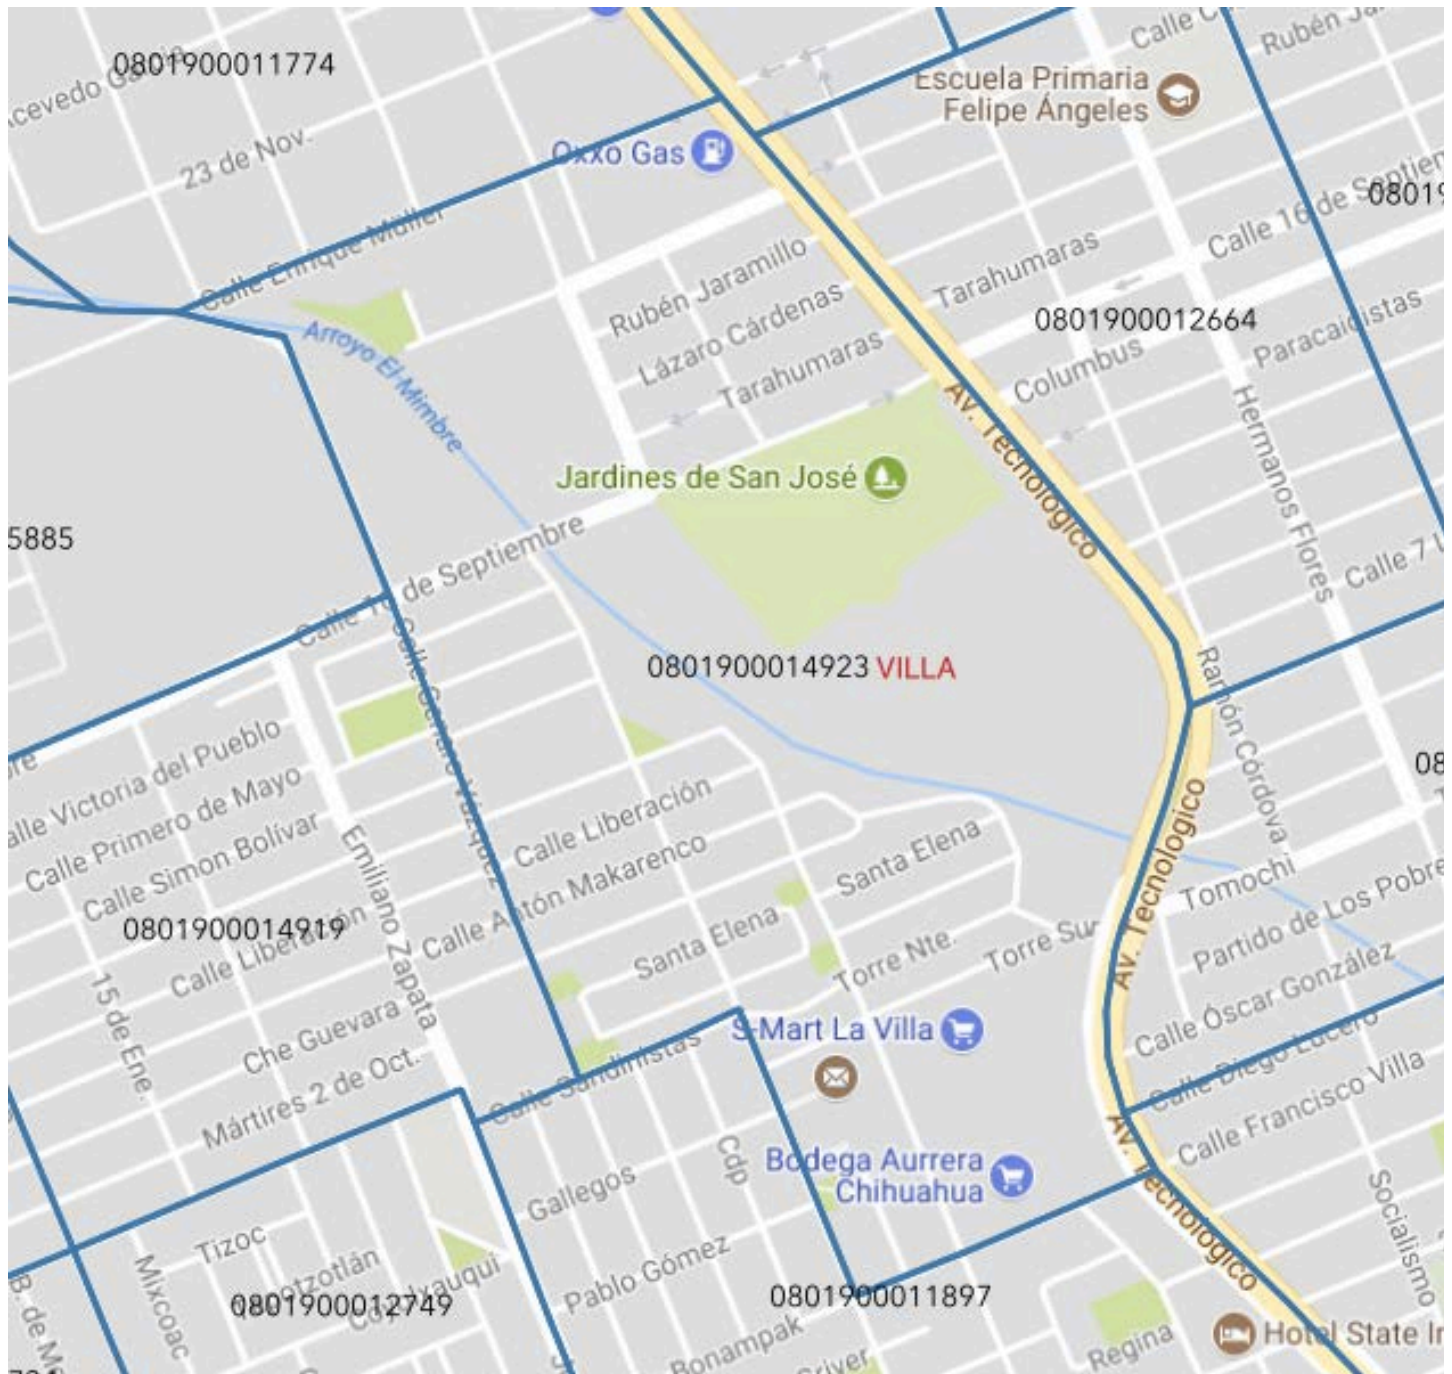 0801900011774
23 de Nov.
Oxxo Gas
Escuela Primaria
Felipe Ángeles
Calle Enrique Müller
Arroyo El Mimbre
Rubén Jaramillo
Lázaro Cárdenas
Tarahumaras
Tarahumaras
0801900012664
Columbus
Paracaidistas
Hermanos Flores
Av. Tecnológico
Jardines de San José
5885
Calle 16 de Septiembre
Calle 7
0801900014923 VILLA
Ramón Córdova
Calle Genaro Vázquez
Calle Victoria del Pueblo
Calle Primero de Mayo
Calle Simon Bolívar
Emiliano Zapata
Calle Liberación
Calle Antón Makarenco
Santa Elena
Santa Elena
0801900014919
Calle Liberación
15 de Ene.
Che Guevara
Mártires 2 de Oct.
Torre Nte.
Torre Sur
Av. Tecnológico
Tomochi
Partido de Los Pobre
Calle Óscar González
Calle Diego Lucero
Calle Francisco Villa
S-Mart La Villa
Calle Sandinistas
Cdp
Bodega Aurrera
Chihuahua
Gallegos
Pablo Gómez
Tizoc
Mixcoac
0801900012749
0801900011897
Av. Tecnológico
Socialismo
Bonampak
Regina
Hotel State